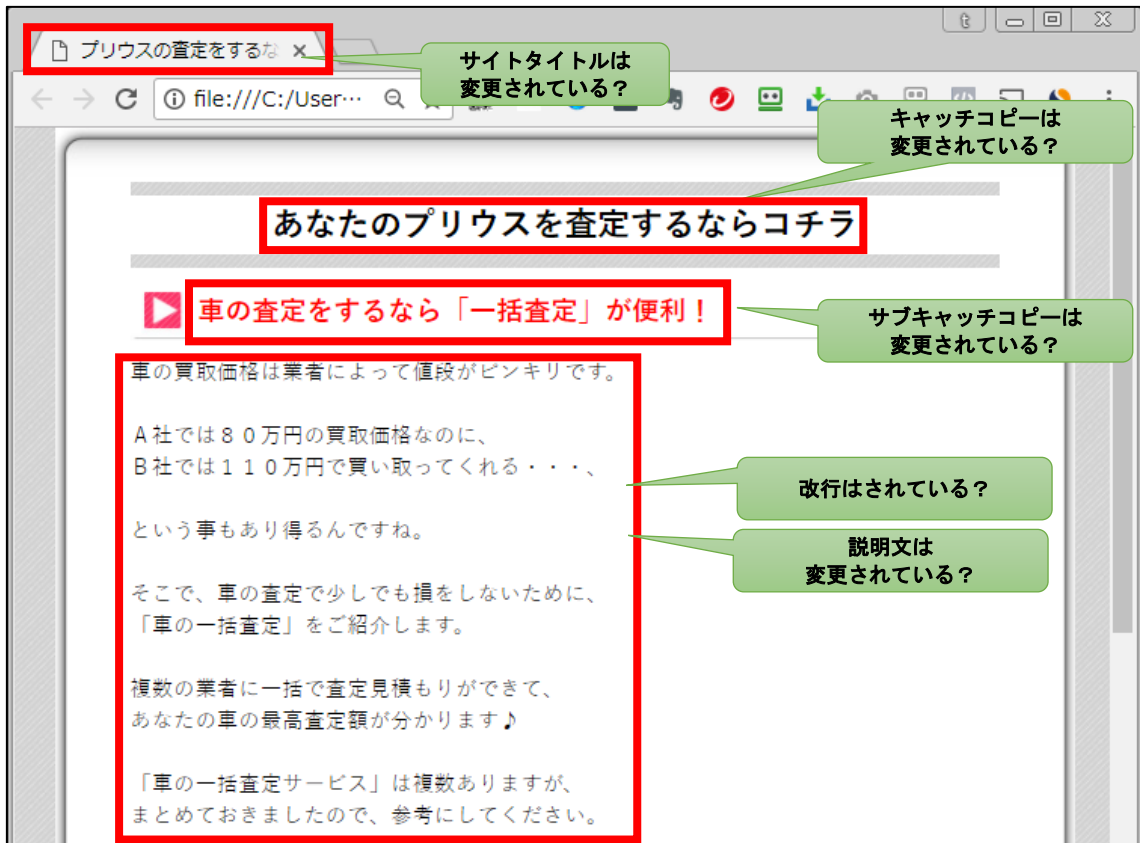 t
プリウスの査定をするな
サイトタイトルは
変更されている?
file:///C:/User…
キャッチコピーは
変更されている?
あなたのプリウスを査定するならコチラ
車の査定をするなら「一括査定」が便利！
サブキャッチコピーは
変更されている?
車の買取価格は業者によって値段がピンキリです。
A社では８０万円の買取価格なのに、
B社では１１０万円で買い取ってくれる・・・、
改行はされている?
という事もあり得るんですね。
説明文は
変更されている?
そこで、車の査定で少しでも損をしないために、
「車の一括査定」をご紹介します。
複数の業者に一括で査定見積もりができて、
あなたの車の最高査定額が分かります♪
「車の一括査定サービス」は複数ありますが、
まとめておきましたので、参考にしてください。